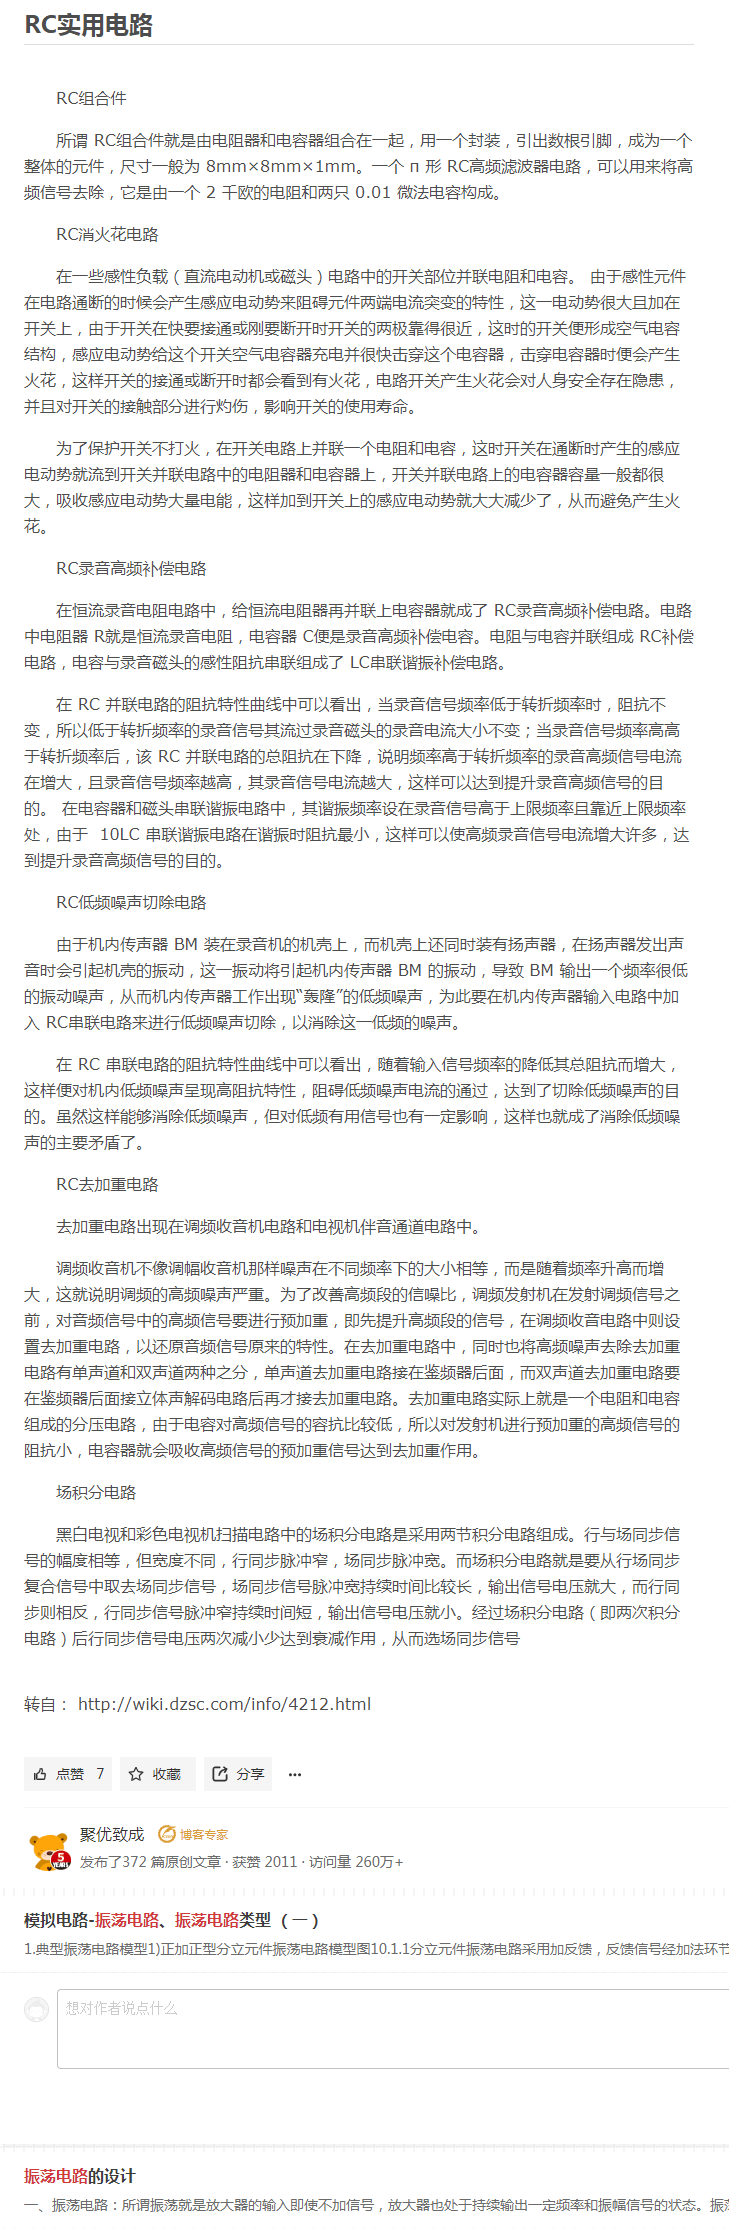 RC实用电路
RC组合件
所谓 RC组合件就是由电阻器和电容器组合在一起，用一个封装，引出数根引脚，成为一个
整体的元件，尺寸一般为 8mm×8mm×1mm。一个 п 形 RC高频滤波器电路，可以用来将高
频信号去除，它是由一个 2 千欧的电阻和两只 0.01 微法电容构成。
RC消火花电路
在一些感性负载（直流电动机或磁头）电路中的开关部位并联电阻和电容。 由于感性元件
在电路通断的时候会产生感应电动势来阻碍元件两端电流突变的特性，这一电动势很大且加在
开关上，由于开关在快要接通或刚要断开时开关的两极靠得很近，这时的开关便形成空气电容
结构，感应电动势给这个开关空气电容器充电并很快击穿这个电容器，击穿电容器时便会产生
火花，这样开关的接通或断开时都会看到有火花，电路开关产生火花会对人身安全存在隐患，
并且对开关的接触部分进行灼伤，影响开关的使用寿命。
为了保护开关不打火，在开关电路上并联一个电阻和电容，这时开关在通断时产生的感应
电动势就流到开关并联电路中的电阻器和电容器上，开关并联电路上的电容器容量一般都很
大，吸收感应电动势大量电能，这样加到开关上的感应电动势就大大减少了，从而避免产生火
花。
RC录音高频补偿电路
在恒流录音电阻电路中，给恒流电阻器再并联上电容器就成了 RC录音高频补偿电路。电路
中电阻器 R就是恒流录音电阻，电容器 C便是录音高频补偿电容。电阻与电容并联组成 RC补偿
电路，电容与录音磁头的感性阻抗串联组成了 LC串联谐振补偿电路。
在 RC 并联电路的阻抗特性曲线中可以看出，当录音信号频率低于转折频率时，阻抗不
变，所以低于转折频率的录音信号其流过录音磁头的录音电流大小不变；当录音信号频率高高
于转折频率后，该 RC 并联电路的总阻抗在下降，说明频率高于转折频率的录音高频信号电流
在增大，且录音信号频率越高，其录音信号电流越大，这样可以达到提升录音高频信号的目
的。 在电容器和磁头串联谐振电路中，其谐振频率设在录音信号高于上限频率且靠近上限频率
处，由于 10LC 串联谐振电路在谐振时阻抗最小，这样可以使高频录音信号电流增大许多，达
到提升录音高频信号的目的。
RC低频噪声切除电路
由于机内传声器 BM 装在录音机的机壳上，而机壳上还同时装有扬声器，在扬声器发出声
音时会引起机壳的振动，这一振动将引起机内传声器 BM 的振动，导致 BM 输出一个频率很低
的振动噪声，从而机内传声器工作出现“轰隆”的低频噪声，为此要在机内传声器输入电路中加
入 RC串联电路来进行低频噪声切除，以消除这一低频的噪声。
在 RC 串联电路的阻抗特性曲线中可以看出，随着输入信号频率的降低其总阻抗而增大，
这样便对机内低频噪声呈现高阻抗特性，阻碍低频噪声电流的通过，达到了切除低频噪声的目
的。虽然这样能够消除低频噪声，但对低频有用信号也有一定影响，这样也就成了消除低频噪
声的主要矛盾了。
RC去加重电路
去加重电路出现在调频收音机电路和电视机伴音通道电路中。
调频收音机不像调幅收音机那样噪声在不同频率下的大小相等，而是随着频率升高而增
大，这就说明调频的高频噪声严重。为了改善高频段的信噪比，调频发射机在发射调频信号之
前，对音频信号中的高频信号要进行预加重，即先提升高频段的信号，在调频收音电路中则设
置去加重电路，以还原音频信号原来的特性。在去加重电路中，同时也将高频噪声去除去加重
电路有单声道和双声道两种之分，单声道去加重电路接在鉴频器后面，而双声道去加重电路要
在鉴频器后面接立体声解码电路后再才接去加重电路。去加重电路实际上就是一个电阻和电容
组成的分压电路，由于电容对高频信号的容抗比较低，所以对发射机进行预加重的高频信号的
阻抗小，电容器就会吸收高频信号的预加重信号达到去加重作用。
场积分电路
黑白电视和彩色电视机扫描电路中的场积分电路是采用两节积分电路组成。行与场同步信
号的幅度相等，但宽度不同，行同步脉冲窄，场同步脉冲宽。而场积分电路就是要从行场同步
复合信号中取去场同步信号，场同步信号脉冲宽持续时间比较长，输出信号电压就大，而行同
步则相反，行同步信号脉冲窄持续时间短，输出信号电压就小。经过场积分电路（即两次积分
电路）后行同步信号电压两次减小少达到衰减作用，从而选场同步信号
转自： http://wiki.dzsc.com/info/4212.html
点赞 7 收藏 分享 ···
聚优致成 博客专家
发布了372 篇原创文章 · 获赞 2011 · 访问量 260万+
5 YEARS
模拟电路-振荡电路、振荡电路类型 （一）
1.典型振荡电路模型1)正加正型分立元件振荡电路模型图10.1.1分立元件振荡电路采用加反馈，反馈信号经加法环节
想对作者说点什么
振荡电路的设计
一、振荡电路：所谓振荡就是放大器的输入即使不加信号，放大器也处于持续输出一定频率和振幅信号的状态。振